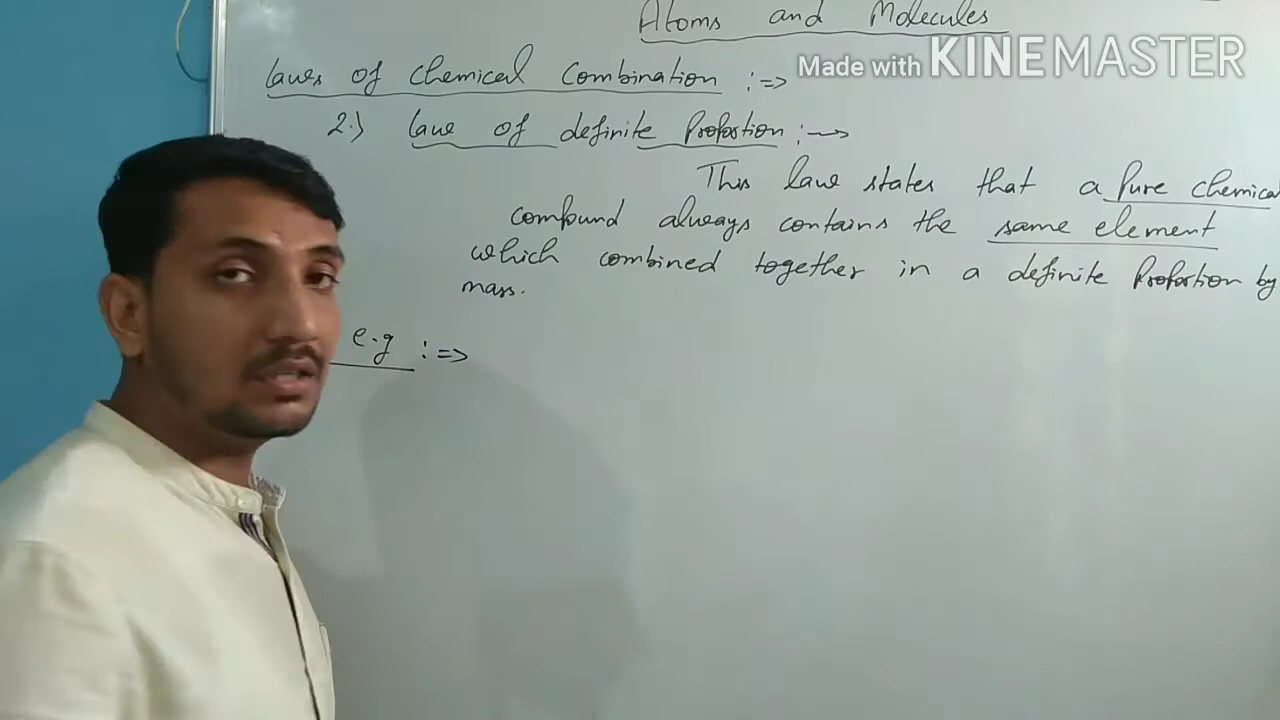 Atoms and Molecules
Made with KINEMASTER
laws of chemical Combination :⇒
2.) law of definite Proportion :→
This law states that a Pure chemical
compound always contains the same element
which combined together in a definite Proportion by
mass.
e.g :⇒